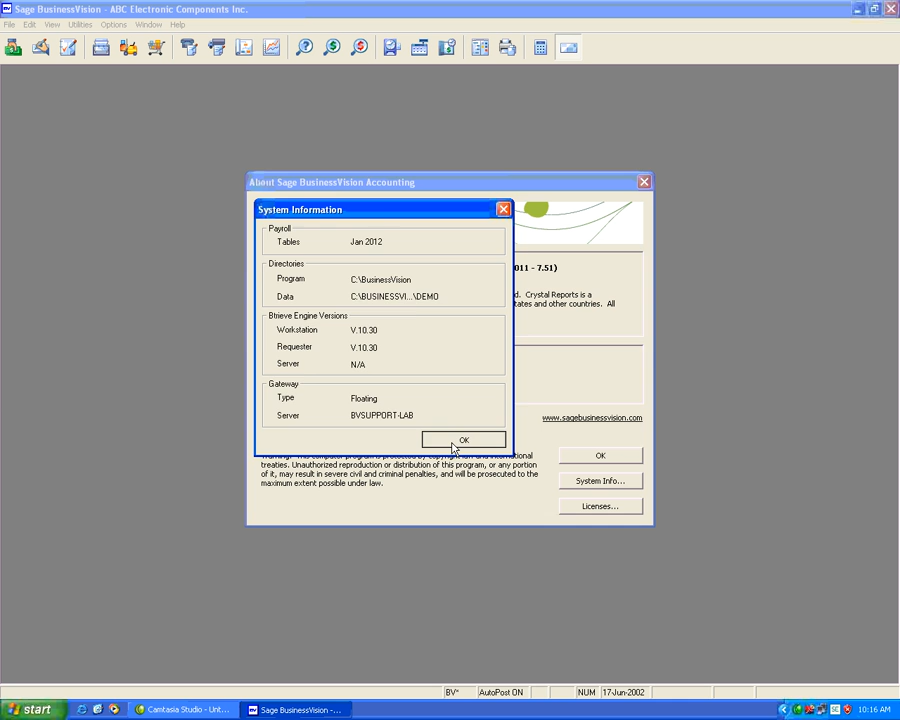 Sage BusinessVision - ABC Electronic Components Inc.
File Edit View Utilities Options Window Help
About Sage BusinessVision Accounting
System Information
Payroll
Tables Jan 2012
Directories
Program C:\BusinessVision
Data C:\BUSINESSVI...\DEMO
Btrieve Engine Versions
Workstation V.10.30
Requester V.10.30
Server N/A
Gateway
Type Floating
Server BVSUPPORT-LAB
OK
011 - 7.51)
d. Crystal Reports is a
tates and other countries. All
www.sagebusinessvision.com
treaties. Unauthorized reproduction or distribution of this program, or any portion
of it, may result in severe civil and criminal penalties, and will be prosecuted to the
maximum extent possible under law.
OK
System Info...
Licenses...
BV* AutoPost ON NUM 17-Jun-2002
start Camtasia Studio - Unt... Sage BusinessVision -... SE 10:16 AM